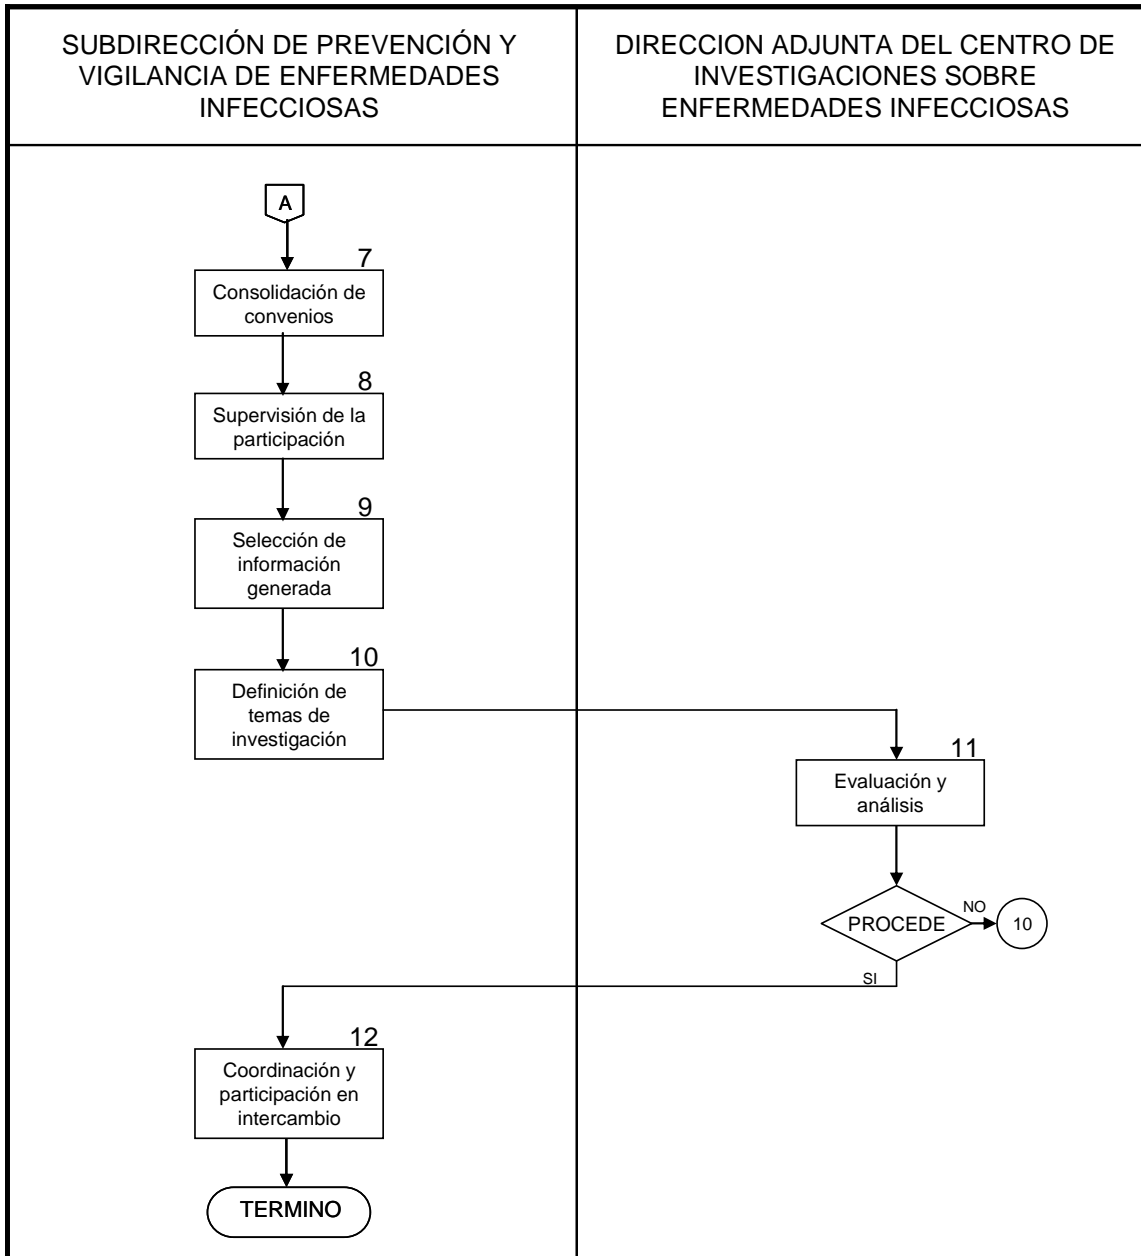 SUBDIRECCIÓN DE PREVENCIÓN Y
VIGILANCIA DE ENFERMEDADES
INFECCIOSAS
DIRECCION ADJUNTA DEL CENTRO DE
INVESTIGACIONES SOBRE
ENFERMEDADES INFECCIOSAS
A
7
Consolidación de
convenios
8
Supervisión de la
participación
9
Selección de
información
generada
10
Definición de
temas de
investigación
11
Evaluación y
análisis
PROCEDE
NO
10
SI
12
Coordinación y
participación en
intercambio
TERMINO